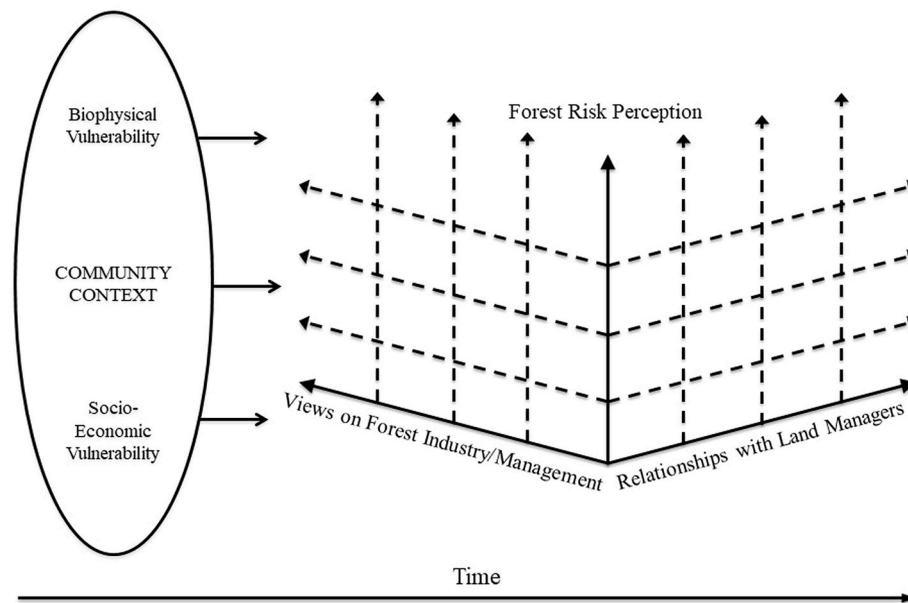 Biophysical
Vulnerability
COMMUNITY
CONTEXT
Socio-
Economic
Vulnerability
Forest Risk Perception
Views on Forest Industry/Management
Relationships with Land Managers
Time